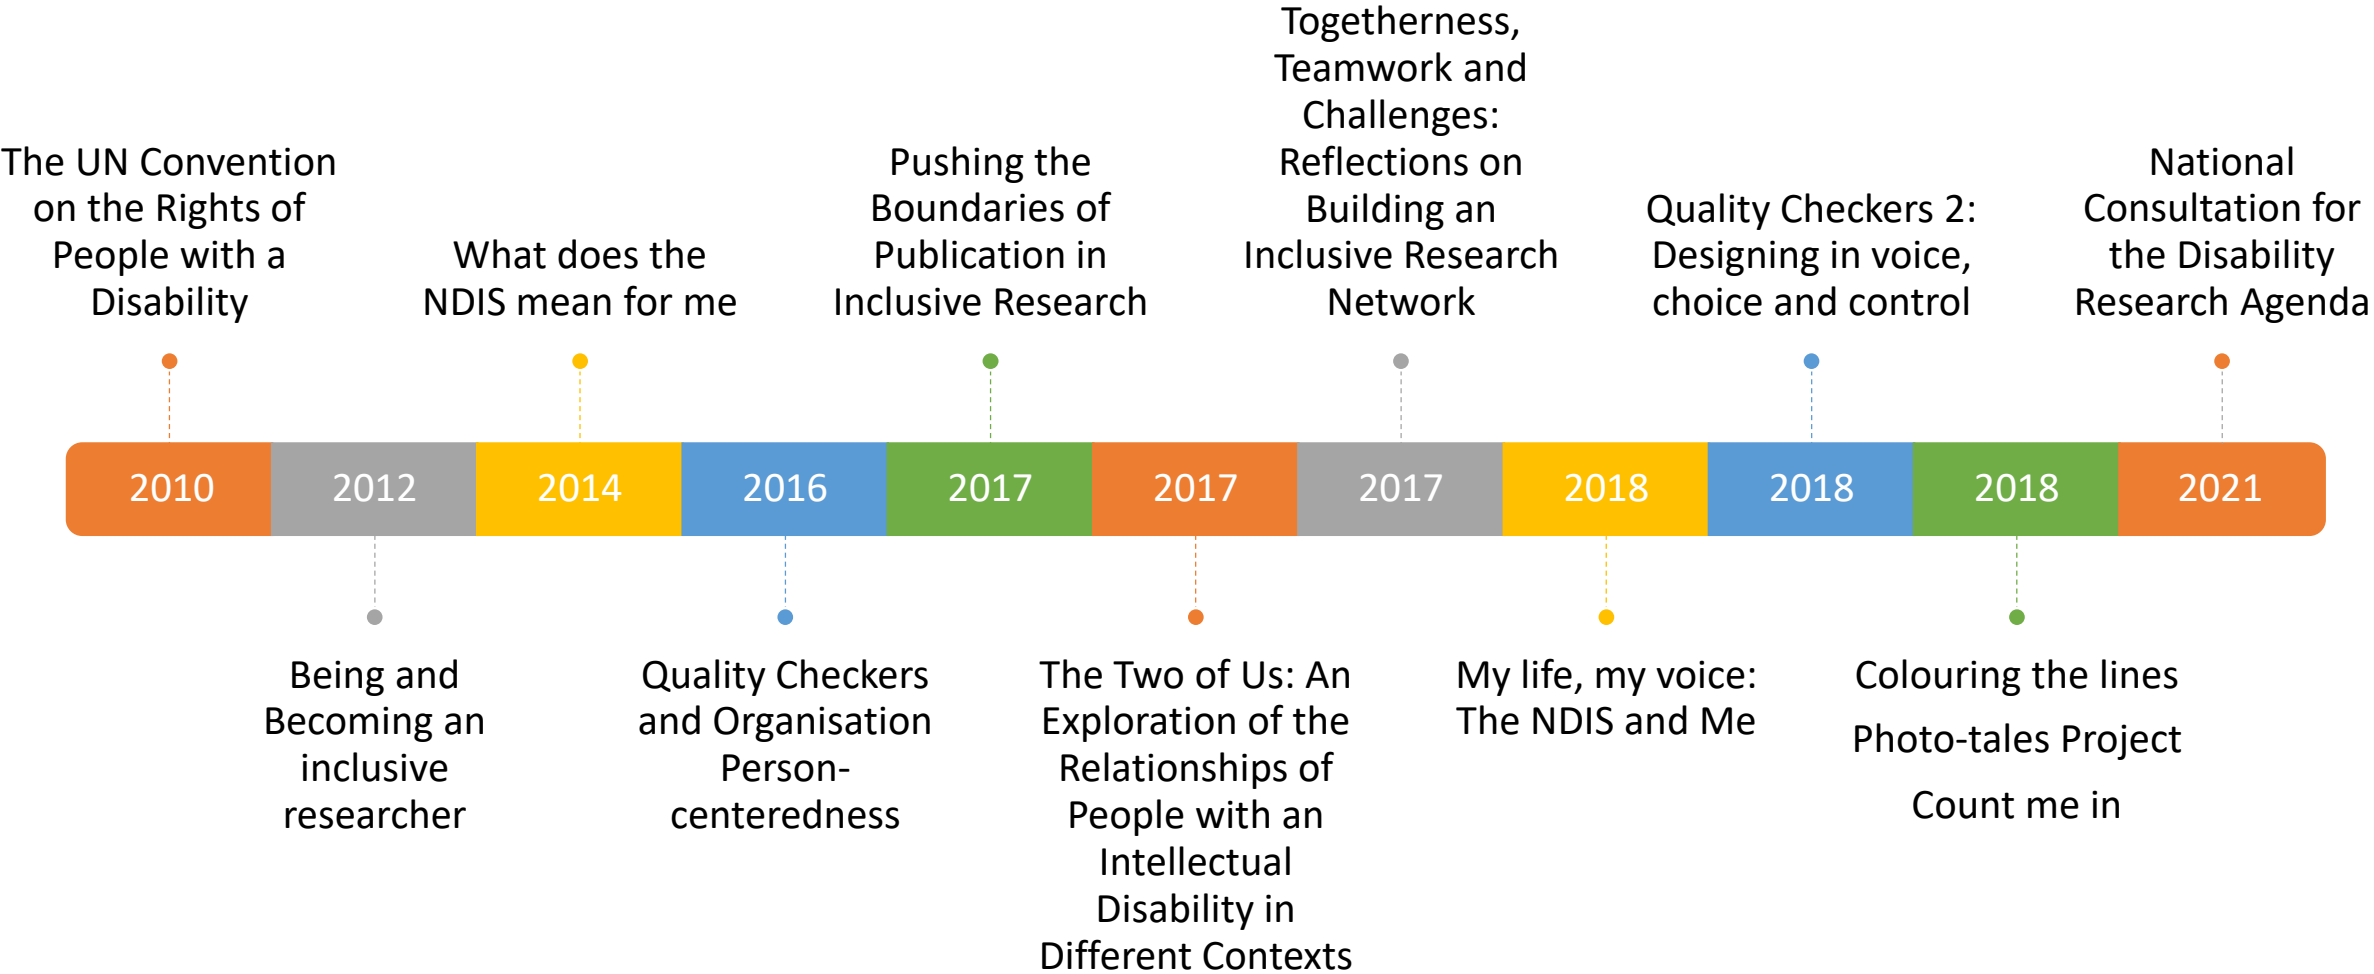 Togetherness,
Teamwork and
Challenges:
Reflections on
Building an
Inclusive Research
Network
The UN Convention
on the Rights of
People with a
Disability
What does the
NDIS mean for me
Pushing the
Boundaries of
Publication in
Inclusive Research
Quality Checkers 2:
Designing in voice,
choice and control
National
Consultation for
the Disability
Research Agenda
2010
2012
2014
2016
2017
2017
2017
2018
2018
2018
2021
Being and
Becoming an
inclusive
researcher
Quality Checkers
and Organisation
Person-
centeredness
The Two of Us: An
Exploration of the
Relationships of
People with an
Intellectual
Disability in
Different Contexts
My life, my voice:
The NDIS and Me
Colouring the lines
Photo-tales Project
Count me in